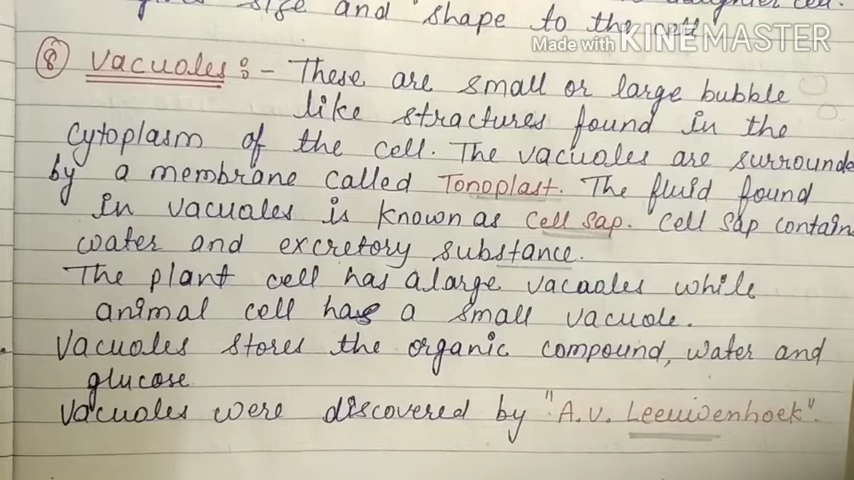 size and shape to the cell
Made with KINEMASTER
⑧ Vacuoles :- These are small or large bubble
like stractures found in the
cytoplasm of the cell. The vacuoles are surrounde
by a membrane called Tonoplast. The fluid found
in vacuales is known as cell sap. cell sap contain
water and excretory substance.
The plant cell has a large vacaoles while
animal cell has a small vacuole.
Vacuoles stores the organic compound, water and
glucose
Vacuoles were discovered by "A.V. Leeuwenhoek".